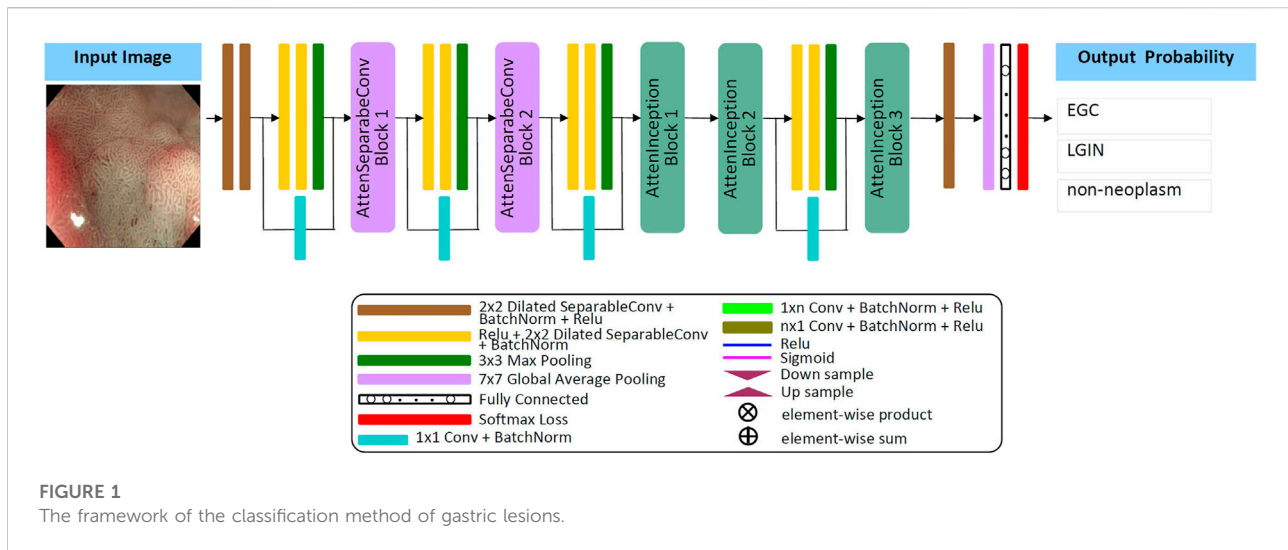 Input Image
AttenSeparabeConv
Block 1
AttenSeparabeConv
Block 2
AttenInception
Block 1
AttenInception
Block 2
AttenInception
Block 3
Output Probability
EGC
LGIN
non-neoplasm
2x2 Dilated SeparableConv +
BatchNorm + Relu
Relu + 2x2 Dilated SeparableConv
+ BatchNorm
3x3 Max Pooling
7x7 Global Average Pooling
Fully Connected
Softmax Loss
1x1 Conv + BatchNorm
1xn Conv + BatchNorm + Relu
nx1 Conv + BatchNorm + Relu
Relu
Sigmoid
Down sample
Up sample
element-wise product
element-wise sum
FIGURE 1
The framework of the classification method of gastric lesions.